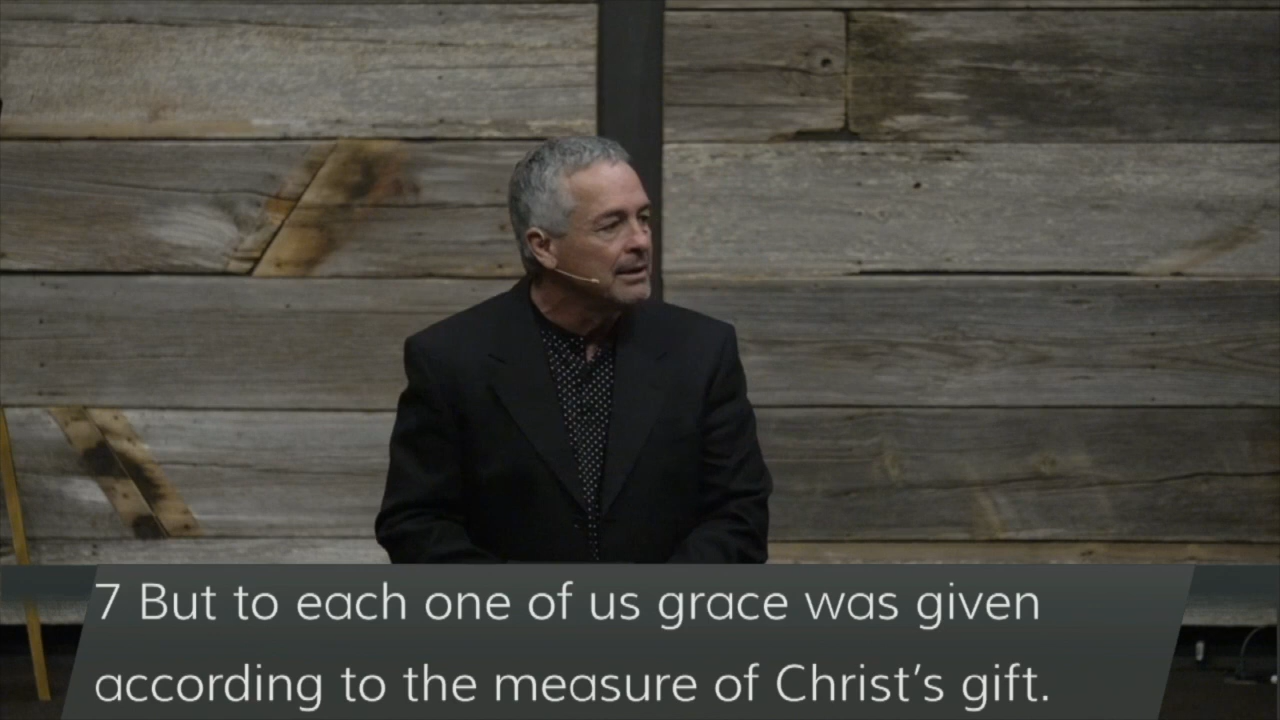 7 But to each one of us grace was given
according to the measure of Christ’s gift.